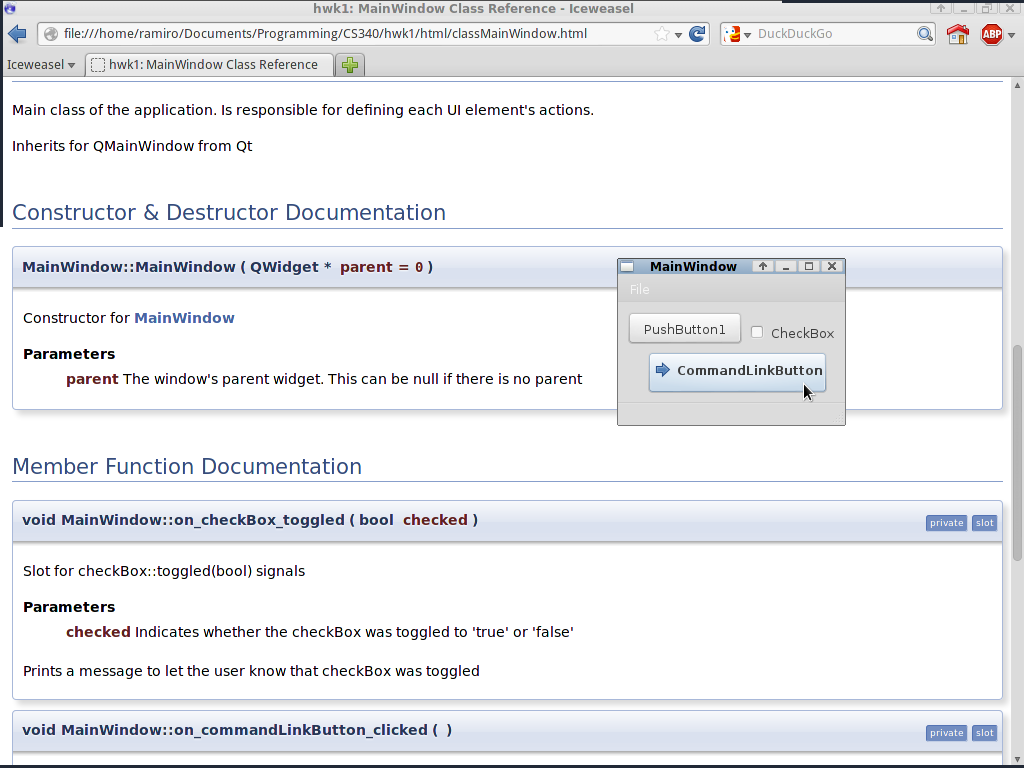 hwk1: MainWindow Class Reference - Iceweasel
file:///home/ramiro/Documents/Programming/CS340/hwk1/html/classMainWindow.html
DuckDuckGo
ABP
Iceweasel
hwk1: MainWindow Class Reference
Main class of the application. Is responsible for defining each UI element's actions.
Inherits for QMainWindow from Qt
Constructor & Destructor Documentation
MainWindow::MainWindow ( QWidget * parent = 0 )
Constructor for MainWindow
Parameters
parent The window's parent widget. This can be null if there is no parent
MainWindow
File
PushButton1
CheckBox
CommandLinkButton
Member Function Documentation
void MainWindow::on_checkBox_toggled ( bool checked )
private slot
Slot for checkBox::toggled(bool) signals
Parameters
checked Indicates whether the checkBox was toggled to 'true' or 'false'
Prints a message to let the user know that checkBox was toggled
void MainWindow::on_commandLinkButton_clicked ( )
private slot